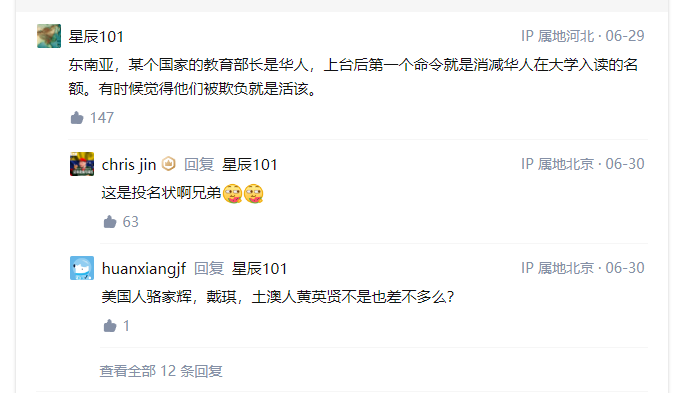 星辰101 IP 属地河北 · 06-29
东南亚，某个国家的教育部长是华人，上台后第一个命令就是消减华人在大学入读的名
额。有时候觉得他们被欺负就是活该。
147
chris jin 回复 星辰101 IP 属地北京 · 06-30
这是投名状啊兄弟
63
huanxiangjf 回复 星辰101 IP 属地北京 · 06-30
美国人骆家辉，戴琪，土澳人黄英贤不是也差不多么？
1
查看全部 12 条回复